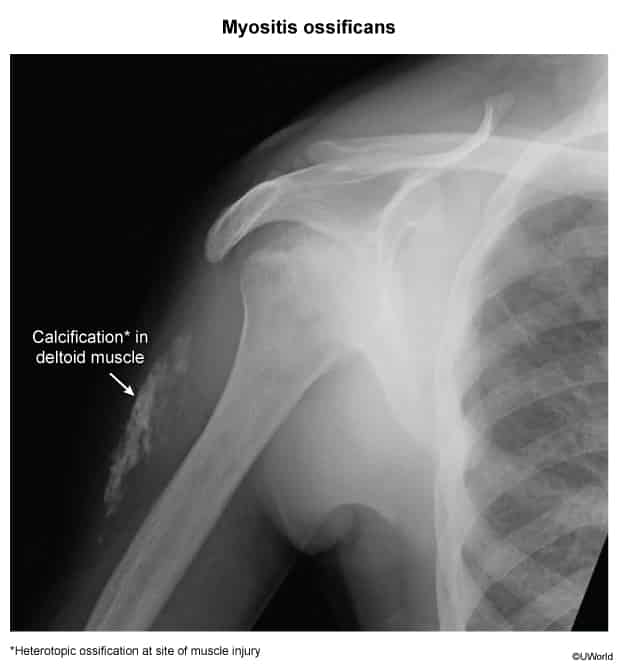 Myositis ossificans
Calcification* in
deltoid muscle
*Heterotopic ossification at site of muscle injury
©UWorld